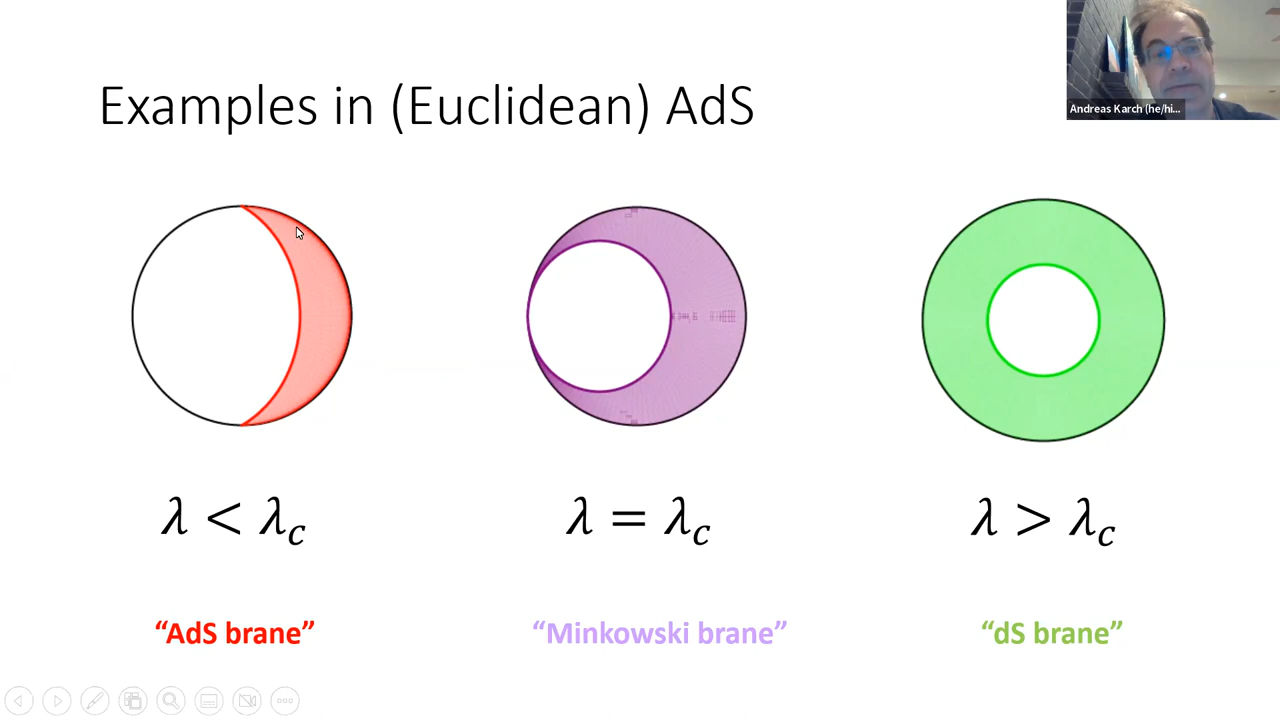 Examples in (Euclidean) AdS
Andreas Karch (he/hi...
λ < λc
λ = λc
λ > λc
“AdS brane”
“Minkowski brane”
“dS brane”